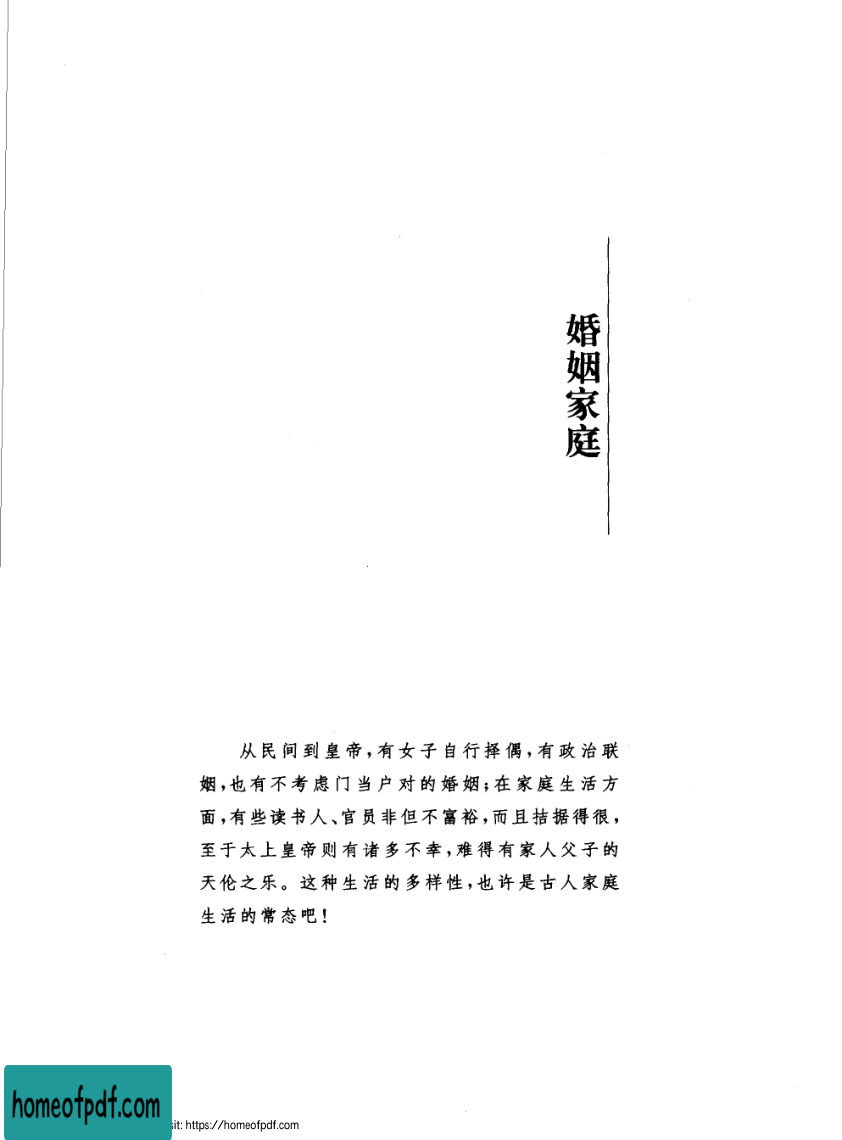 婚姻家庭
从民间到皇帝，有女子自行择偶，有政治联
姻，也有不考虑门当户对的婚姻；在家庭生活方
面，有些读书人、官员非但不富裕，而且拮据得很，
至于太上皇帝则有诸多不幸，难得有家人父子的
天伦之乐。这种生活的多样性，也许是古人家庭
生活的常态吧！
homeofpdf.com
sit: https://homeofpdf.com